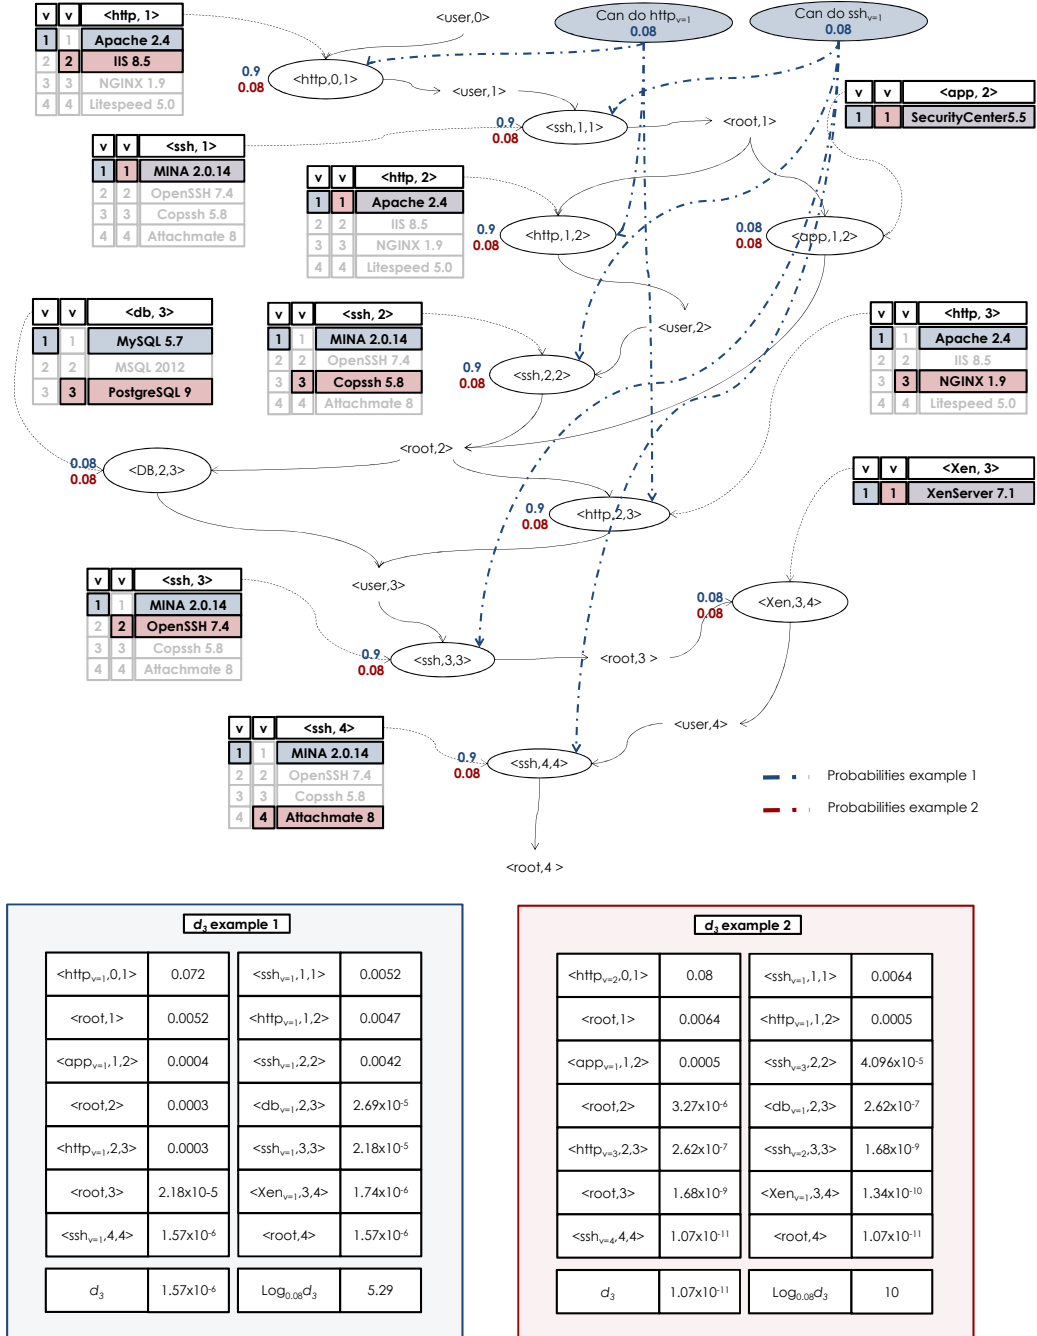 v v <http, 1>
1 1 Apache 2.4
2 2 IIS 8.5
3 3 NGINX 1.9
4 4 Litespeed 5.0
<user,0>
Can do http v=1
0.08
Can do ssh v=1
0.08
0.9
0.08
<http,0,1>
<user,1>
v v <app, 2>
1 1 SecurityCenter5.5
0.9
0.08
<ssh,1,1>
<root,1>
v v <ssh, 1>
1 1 MINA 2.0.14
2 2 OpenSSH 7.4
3 3 Copssh 5.8
4 4 Attachmate 8
v v <http, 2>
1 1 Apache 2.4
2 2 IIS 8.5
3 3 NGINX 1.9
4 4 Litespeed 5.0
0.9
0.08
<http,1,2>
0.08
0.08
<app,1,2>
v v <db, 3>
1 1 MySQL 5.7
2 2 MSQL 2012
3 3 PostgreSQL 9
v v <ssh, 2>
1 1 MINA 2.0.14
2 2 OpenSSH 7.4
3 3 Copssh 5.8
4 4 Attachmate 8
<user,2>
v v <http, 3>
1 1 Apache 2.4
2 2 IIS 8.5
3 3 NGINX 1.9
4 4 Litespeed 5.0
0.9
0.08
<ssh,2,2>
<root,2>
0.08
0.08
<DB,2,3>
v v <Xen, 3>
1 1 XenServer 7.1
0.9
0.08
<http,2,3>
<user,3>
v v <ssh, 3>
1 1 MINA 2.0.14
2 2 OpenSSH 7.4
3 3 Copssh 5.8
4 4 Attachmate 8
0.08
0.08
<Xen,3,4>
0.9
0.08
<ssh,3,3>
<root,3 >
v v <ssh, 4>
1 1 MINA 2.0.14
2 2 OpenSSH 7.4
3 3 Copssh 5.8
4 4 Attachmate 8
<user,4>
0.9
0.08
<ssh,4,4>
Probabilities example 1
Probabilities example 2
<root,4 >
d3 example 1
<http v=1,0,1> 0.072 <ssh v=1,1,1> 0.0052
<root,1> 0.0052 <http v=1,1,2> 0.0047
<app v=1,1,2> 0.0004 <ssh v=1,2,2> 0.0042
<root,2> 0.0003 <db v=1,2,3> 2.69x10-5
<http v=1,2,3> 0.0003 <ssh v=1,3,3> 2.18x10-5
<root,3> 2.18x10-5 <Xen v=1,3,4> 1.74x10-6
<ssh v=1,4,4> 1.57x10-6 <root,4> 1.57x10-6
d3 1.57x10-6 Log0.08d3 5.29
d3 example 2
<http v=2,0,1> 0.08 <ssh v=1,1,1> 0.0064
<root,1> 0.0064 <http v=1,1,2> 0.0005
<app v=1,1,2> 0.0005 <ssh v=3,2,2> 4.096x10-5
<root,2> 3.27x10-6 <db v=1,2,3> 2.62x10-7
<http v=3,2,3> 2.62x10-7 <ssh v=2,3,3> 1.68x10-9
<root,3> 1.68x10-9 <Xen v=1,3,4> 1.34x10-10
<ssh v=4,4,4> 1.07x10-11 <root,4> 1.07x10-11
d3 1.07x10-11 Log0.08d3 10